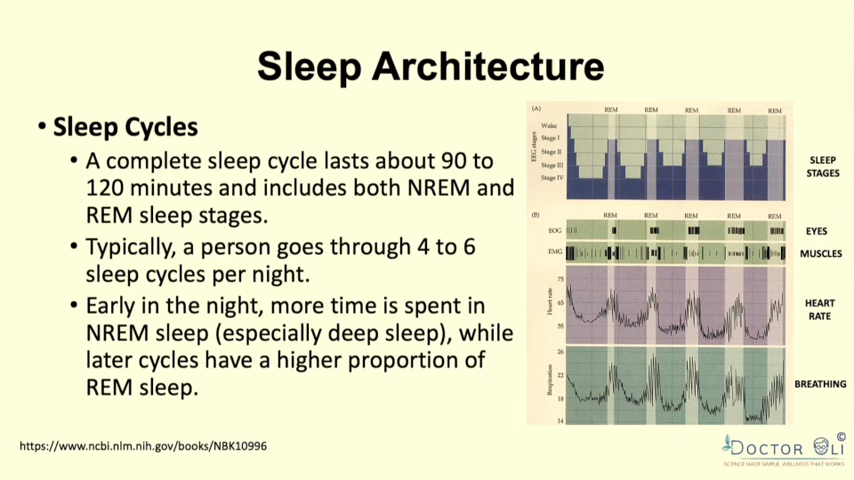 Sleep Architecture
• Sleep Cycles
• A complete sleep cycle lasts about 90 to
120 minutes and includes both NREM and
REM sleep stages.
• Typically, a person goes through 4 to 6
sleep cycles per night.
• Early in the night, more time is spent in
NREM sleep (especially deep sleep), while
later cycles have a higher proportion of
REM sleep.
https://www.ncbi.nlm.nih.gov/books/NBK10996
(A) REM REM REM REM REM
EEG stages
Wake
Stage I
Stage II
Stage III
Stage IV
SLEEP
STAGES
(B) REM REM REM REM REM
EOG
EYES
EMG
MUSCLES
Heart rate
75
65
55
HEART
RATE
Respiration
26
22
18
14
BREATHING
DOCTOR OLI ©
SCIENCE MADE SIMPLE, WELLNESS THAT WORKS